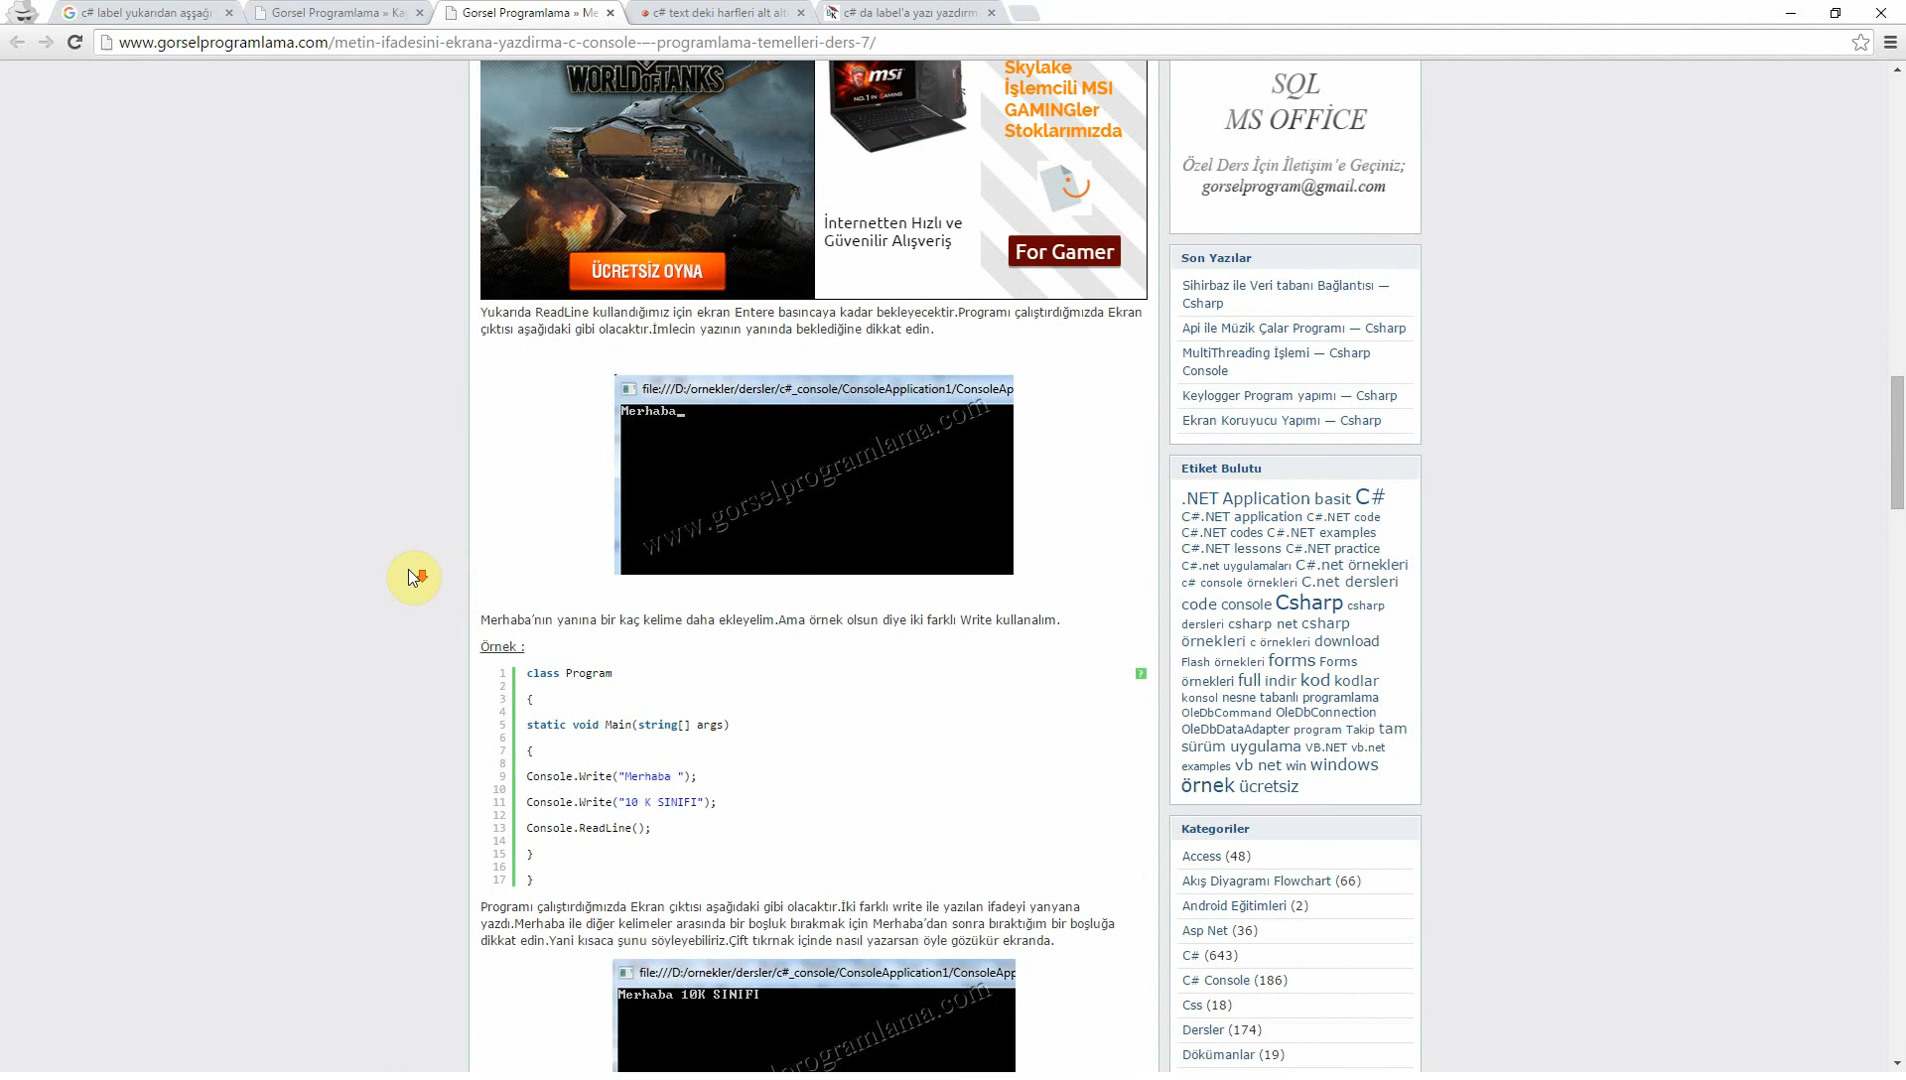 c# label yukarıdan aşşağı
Gorsel Programlama » Ka
Gorsel Programlama » Me
c# text deki harfleri alt altı
c# da label'a yazı yazdırm
www.gorselprogramlama.com/metin-ifadesini-ekrana-yazdirma-c-console-–-programlama-temelleri-ders-7/
WORLD OF TANKS
ÜCRETSİZ OYNA
msi
NO.1 IN GAMING
İnternetten Hızlı ve
Güvenilir Alışveriş
Skylake
İşlemcili MSI
GAMINGler
Stoklarımızda
For Gamer
Yukarıda ReadLine kullandığımız için ekran Entere basıncaya kadar bekleyecektir.Programı çalıştırdığmızda Ekran
çıktısı aşağıdaki gibi olacaktır.İmlecin yazının yanında beklediğine dikkat edin.
file:///D:/ornekler/dersler/c#_console/ConsoleApplication1/ConsoleAp
Merhaba_
www.gorselprogramlama.com
Merhaba'nın yanına bir kaç kelime daha ekleyelim.Ama örnek olsun diye iki farklı Write kullanalım.
Örnek :
?
1 class Program
2
3 {
4
5 static void Main(string[] args)
6
7 {
8
9 Console.Write("Merhaba ");
10
11 Console.Write("10 K SINIFI");
12
13 Console.ReadLine();
14
15 }
16
17 }
Programı çalıştırdığmızda Ekran çıktısı aşağıdaki gibi olacaktır.İki farklı write ile yazılan ifadeyi yanyana
yazdı.Merhaba ile diğer kelimeler arasında bir boşluk bırakmak için Merhaba'dan sonra bıraktığım bir boşluğa
dikkat edin.Yani kısaca şunu söyleyebiliriz.Çift tıkrmak içinde nasıl yazarsan öyle gözükür ekranda.
file:///D:/ornekler/dersler/c#_console/ConsoleApplication1/ConsoleApp
Merhaba 10K SINIFI
programlama.com
SQL
MS OFFİCE
Özel Ders İçin İletişim'e Geçiniz;
gorselprogram@gmail.com
Son Yazılar
Sihirbaz ile Veri tabanı Bağlantısı —
Csharp
Api ile Müzik Çalar Programı — Csharp
MultiThreading İşlemi — Csharp
Console
Keylogger Program yapımı — Csharp
Ekran Koruyucu Yapımı — Csharp
Etiket Bulutu
.NET Application basit C#
C#.NET application C#.NET code
C#.NET codes C#.NET examples
C#.NET lessons C#.NET practice
C#.net uygulamaları C#.net örnekleri
c# console örnekleri C.net dersleri
code console Csharp csharp
dersleri csharp net csharp
örnekleri c örnekleri download
Flash örnekleri forms Forms
örnekleri full indir kod kodlar
konsol nesne tabanlı programlama
OleDbCommand OleDbConnection
OleDbDataAdapter program Takip tam
sürüm uygulama VB.NET vb.net
examples vb net win windows
örnek ücretsiz
Kategoriler
Access (48)
Akış Diyagramı Flowchart (66)
Android Eğitimleri (2)
Asp Net (36)
C# (643)
C# Console (186)
Css (18)
Dersler (174)
Dökümanlar (19)